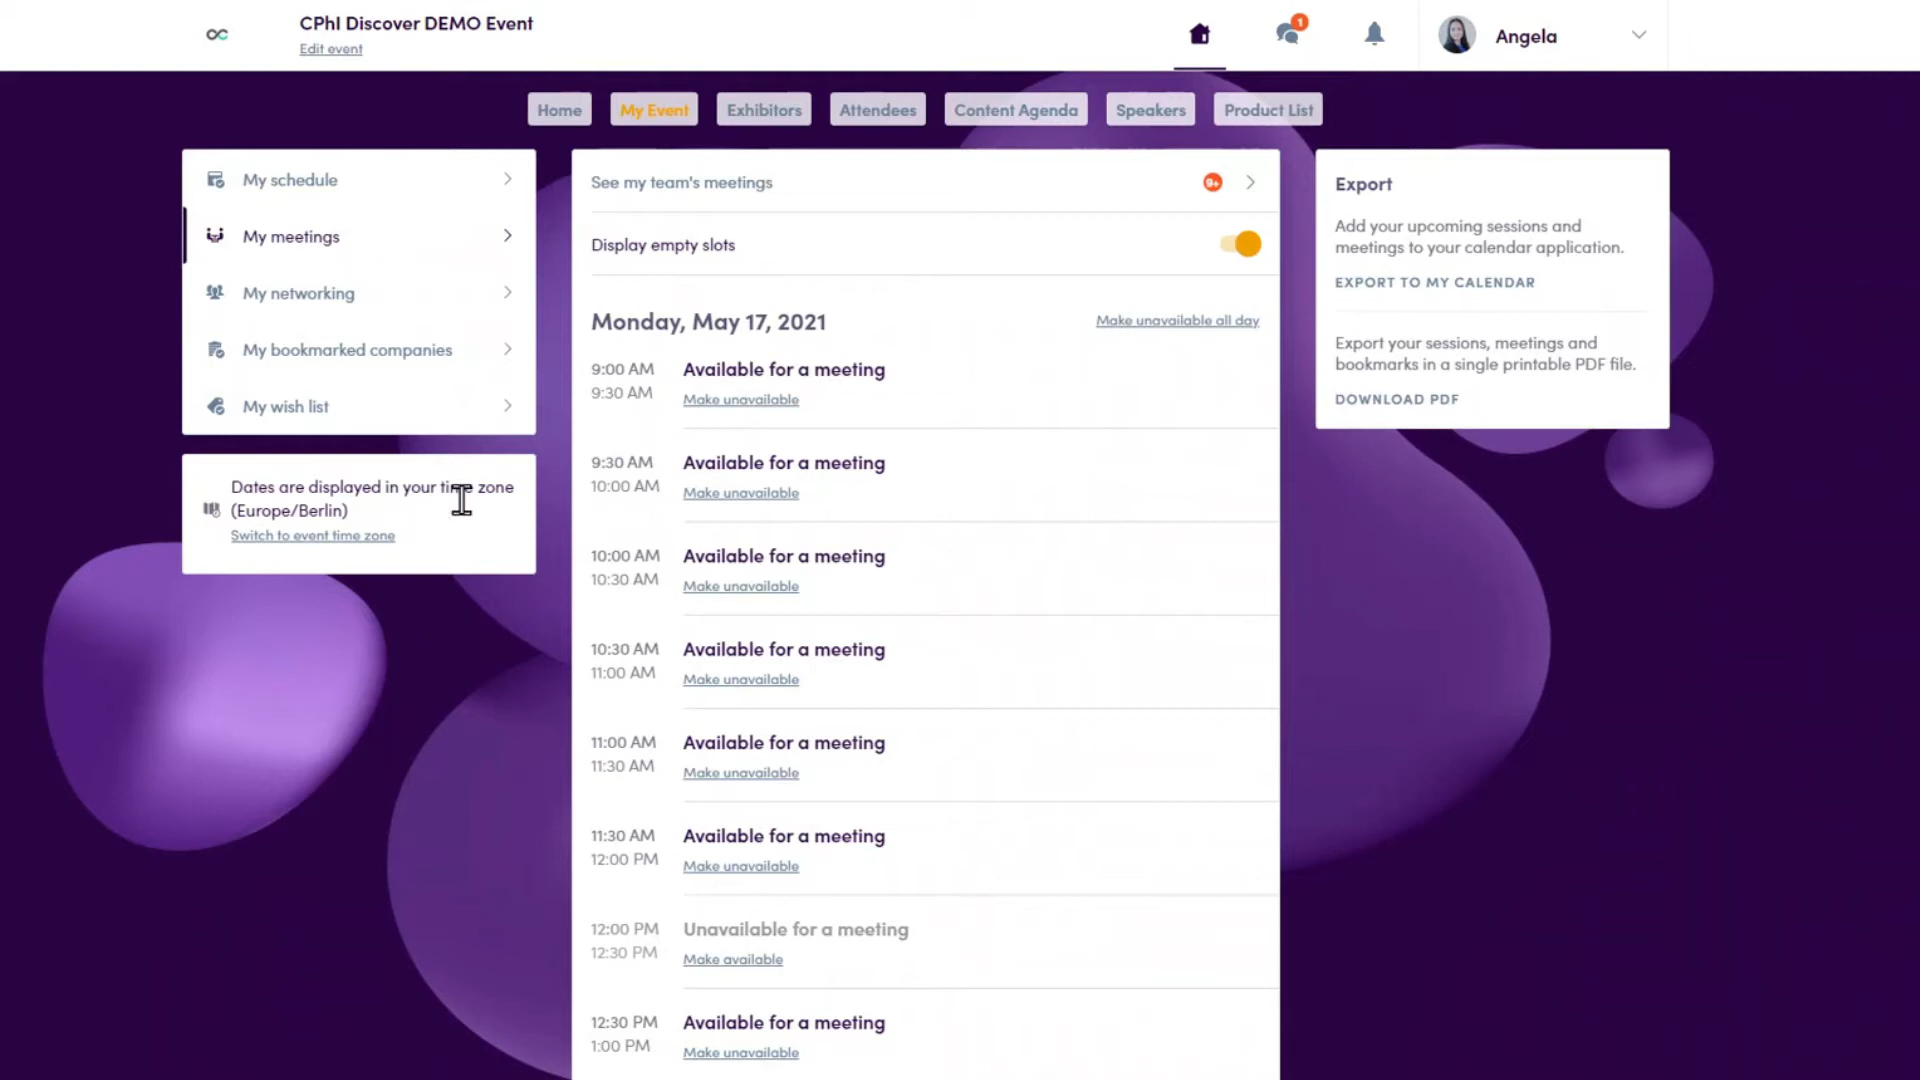 CPhI Discover DEMO Event
Edit event
1
Angela
Home
My Event
Exhibitors
Attendees
Content Agenda
Speakers
Product List
My schedule
My meetings
My networking
My bookmarked companies
My wish list
Dates are displayed in your time zone
(Europe/Berlin)
Switch to event time zone
See my team's meetings
9+
Display empty slots
Monday, May 17, 2021
Make unavailable all day
9:00 AM
9:30 AM
Available for a meeting
Make unavailable
9:30 AM
10:00 AM
Available for a meeting
Make unavailable
10:00 AM
10:30 AM
Available for a meeting
Make unavailable
10:30 AM
11:00 AM
Available for a meeting
Make unavailable
11:00 AM
11:30 AM
Available for a meeting
Make unavailable
11:30 AM
12:00 PM
Available for a meeting
Make unavailable
12:00 PM
12:30 PM
Unavailable for a meeting
Make available
12:30 PM
1:00 PM
Available for a meeting
Make unavailable
Export
Add your upcoming sessions and
meetings to your calendar application.
EXPORT TO MY CALENDAR
Export your sessions, meetings and
bookmarks in a single printable PDF file.
DOWNLOAD PDF